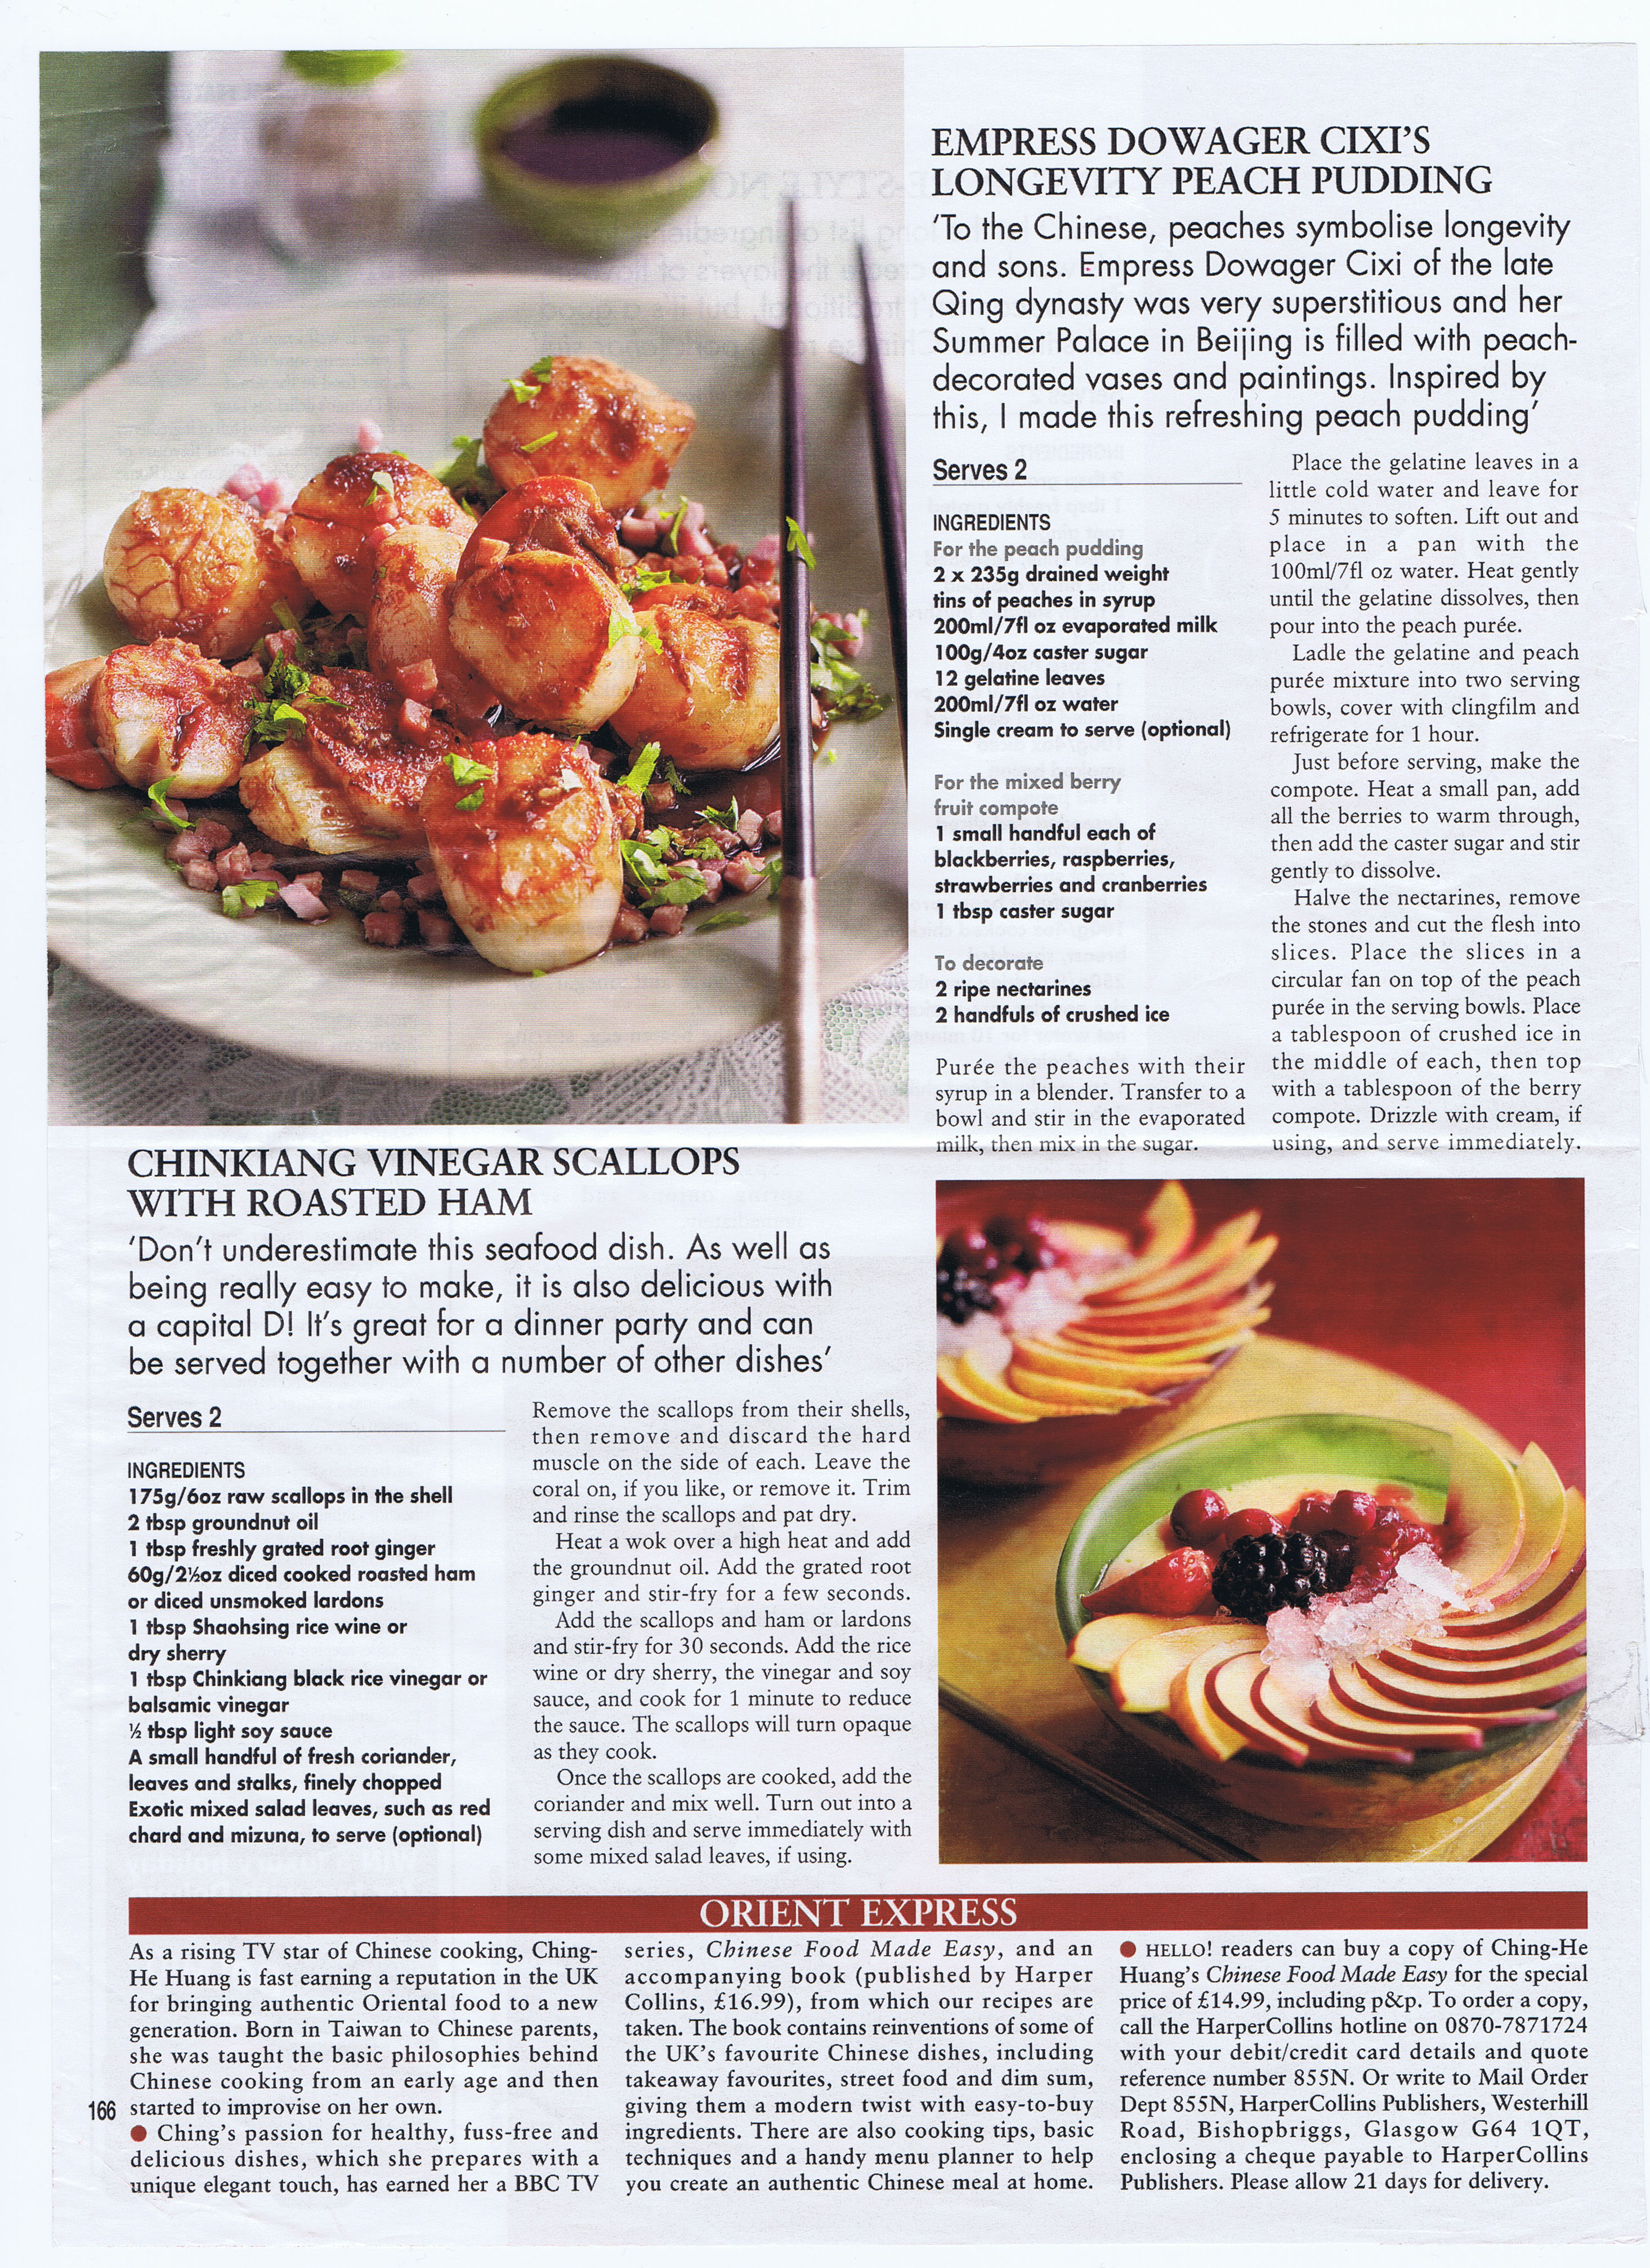 EMPRESS DOWAGER CIXI'S
LONGEVITY PEACH PUDDING
'To the Chinese, peaches symbolise longevity
and sons. Empress Dowager Cixi of the late
Qing dynasty was very superstitious and her
Summer Palace in Beijing is filled with peach-
decorated vases and paintings. Inspired by
this, I made this refreshing peach pudding'
Serves 2
INGREDIENTS
For the peach pudding
2 x 235g drained weight
tins of peaches in syrup
200ml/7fl oz evaporated milk
100g/4oz caster sugar
12 gelatine leaves
200ml/7fl oz water
Single cream to serve (optional)
For the mixed berry
fruit compote
1 small handful each of
blackberries, raspberries,
strawberries and cranberries
1 tbsp caster sugar
To decorate
2 ripe nectarines
2 handfuls of crushed ice
Purée the peaches with their
syrup in a blender. Transfer to a
bowl and stir in the evaporated
milk, then mix in the sugar.
Place the gelatine leaves in a
little cold water and leave for
5 minutes to soften. Lift out and
place in a pan with the
100ml/7fl oz water. Heat gently
until the gelatine dissolves, then
pour into the peach purée.
Ladle the gelatine and peach
purée mixture into two serving
bowls, cover with clingfilm and
refrigerate for 1 hour.
Just before serving, make the
compote. Heat a small pan, add
all the berries to warm through,
then add the caster sugar and stir
gently to dissolve.
Halve the nectarines, remove
the stones and cut the flesh into
slices. Place the slices in a
circular fan on top of the peach
purée in the serving bowls. Place
a tablespoon of crushed ice in
the middle of each, then top
with a tablespoon of the berry
compote. Drizzle with cream, if
using, and serve immediately.
CHINKIANG VINEGAR SCALLOPS
WITH ROASTED HAM
'Don't underestimate this seafood dish. As well as
being really easy to make, it is also delicious with
a capital D! It's great for a dinner party and can
be served together with a number of other dishes'
Serves 2
INGREDIENTS
175g/6oz raw scallops in the shell
2 tbsp groundnut oil
1 tbsp freshly grated root ginger
60g/2½oz diced cooked roasted ham
or diced unsmoked lardons
1 tbsp Shaohsing rice wine or
dry sherry
1 tbsp Chinkiang black rice vinegar or
balsamic vinegar
½ tbsp light soy sauce
A small handful of fresh coriander,
leaves and stalks, finely chopped
Exotic mixed salad leaves, such as red
chard and mizuna, to serve (optional)
Remove the scallops from their shells,
then remove and discard the hard
muscle on the side of each. Leave the
coral on, if you like, or remove it. Trim
and rinse the scallops and pat dry.
Heat a wok over a high heat and add
the groundnut oil. Add the grated root
ginger and stir-fry for a few seconds.
Add the scallops and ham or lardons
and stir-fry for 30 seconds. Add the rice
wine or dry sherry, the vinegar and soy
sauce, and cook for 1 minute to reduce
the sauce. The scallops will turn opaque
as they cook.
Once the scallops are cooked, add the
coriander and mix well. Turn out into a
serving dish and serve immediately with
some mixed salad leaves, if using.
ORIENT EXPRESS
As a rising TV star of Chinese cooking, Ching-
He Huang is fast earning a reputation in the UK
for bringing authentic Oriental food to a new
generation. Born in Taiwan to Chinese parents,
she was taught the basic philosophies behind
Chinese cooking from an early age and then
started to improvise on her own.
● Ching's passion for healthy, fuss-free and
delicious dishes, which she prepares with a
unique elegant touch, has earned her a BBC TV
series, Chinese Food Made Easy, and an
accompanying book (published by Harper
Collins, £16.99), from which our recipes are
taken. The book contains reinventions of some of
the UK's favourite Chinese dishes, including
takeaway favourites, street food and dim sum,
giving them a modern twist with easy-to-buy
ingredients. There are also cooking tips, basic
techniques and a handy menu planner to help
you create an authentic Chinese meal at home.
● HELLO! readers can buy a copy of Ching-He
Huang's Chinese Food Made Easy for the special
price of £14.99, including p&p. To order a copy,
call the HarperCollins hotline on 0870-7871724
with your debit/credit card details and quote
reference number 855N. Or write to Mail Order
Dept 855N, HarperCollins Publishers, Westerhill
Road, Bishopbriggs, Glasgow G64 1QT,
enclosing a cheque payable to HarperCollins
Publishers. Please allow 21 days for delivery.
166